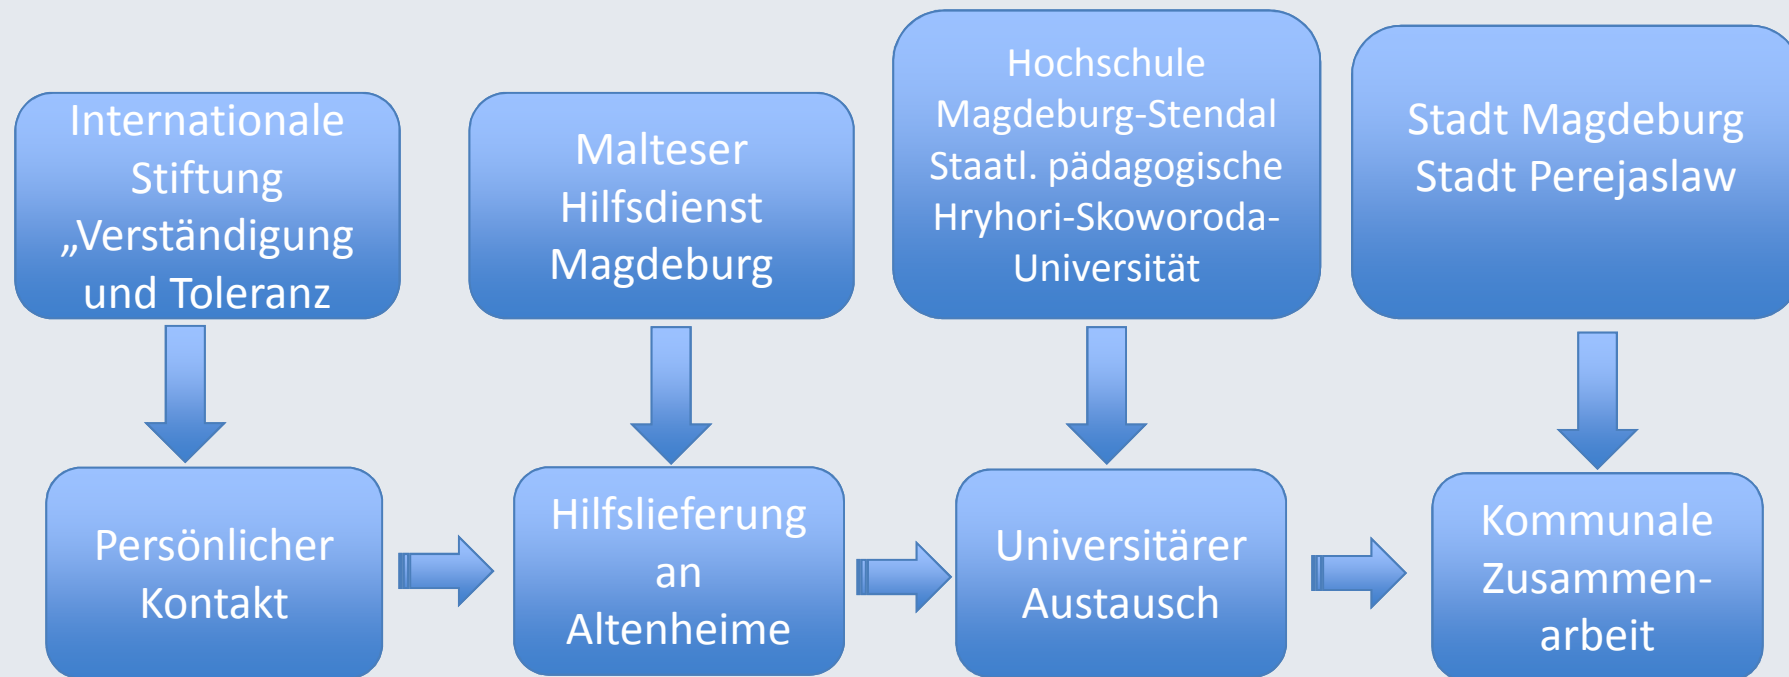 Internationale
Stiftung
„Verständigung
und Toleranz
Malteser
Hilfsdienst
Magdeburg
Hochschule
Magdeburg-Stendal
Staatl. pädagogische
Hryhori-Skoworoda-
Universität
Stadt Magdeburg
Stadt Perejaslaw
Persönlicher
Kontakt
Hilfslieferung
an
Altenheime
Universitärer
Austausch
Kommunale
Zusammen-
arbeit